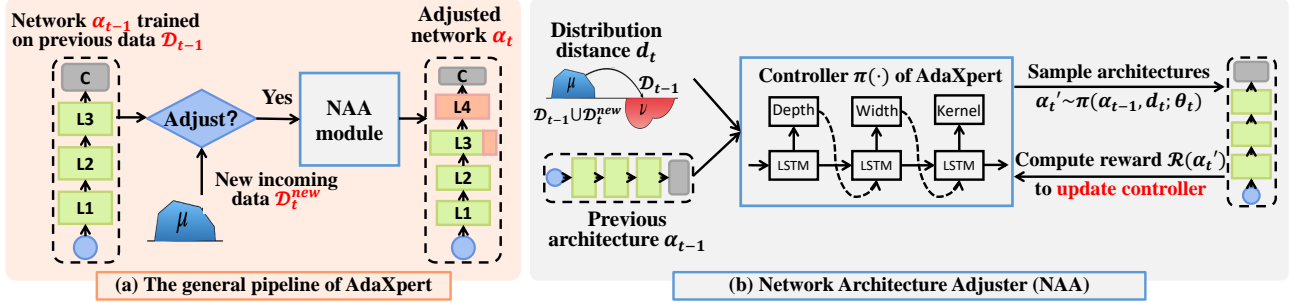 Network α_{t−1} trained
on previous data 𝒟_{t−1}
C
L3
L2
L1
Adjust?
Yes
NAA
module
New incoming
data 𝒟_t^{new}
μ
Adjusted
network α_t
C
L4
L3
L2
L1
(a) The general pipeline of AdaXpert
Distribution
distance d_t
μ
𝒟_{t−1}
ν
𝒟_{t−1}∪𝒟_t^{new}
Previous
architecture α_{t−1}
Controller π(·) of AdaXpert
Depth
Width
Kernel
LSTM
LSTM
LSTM
Sample architectures
α_t′~π(α_{t−1}, d_t; θ_t)
Compute reward ℛ(α_t′)
to update controller
(b) Network Architecture Adjuster (NAA)